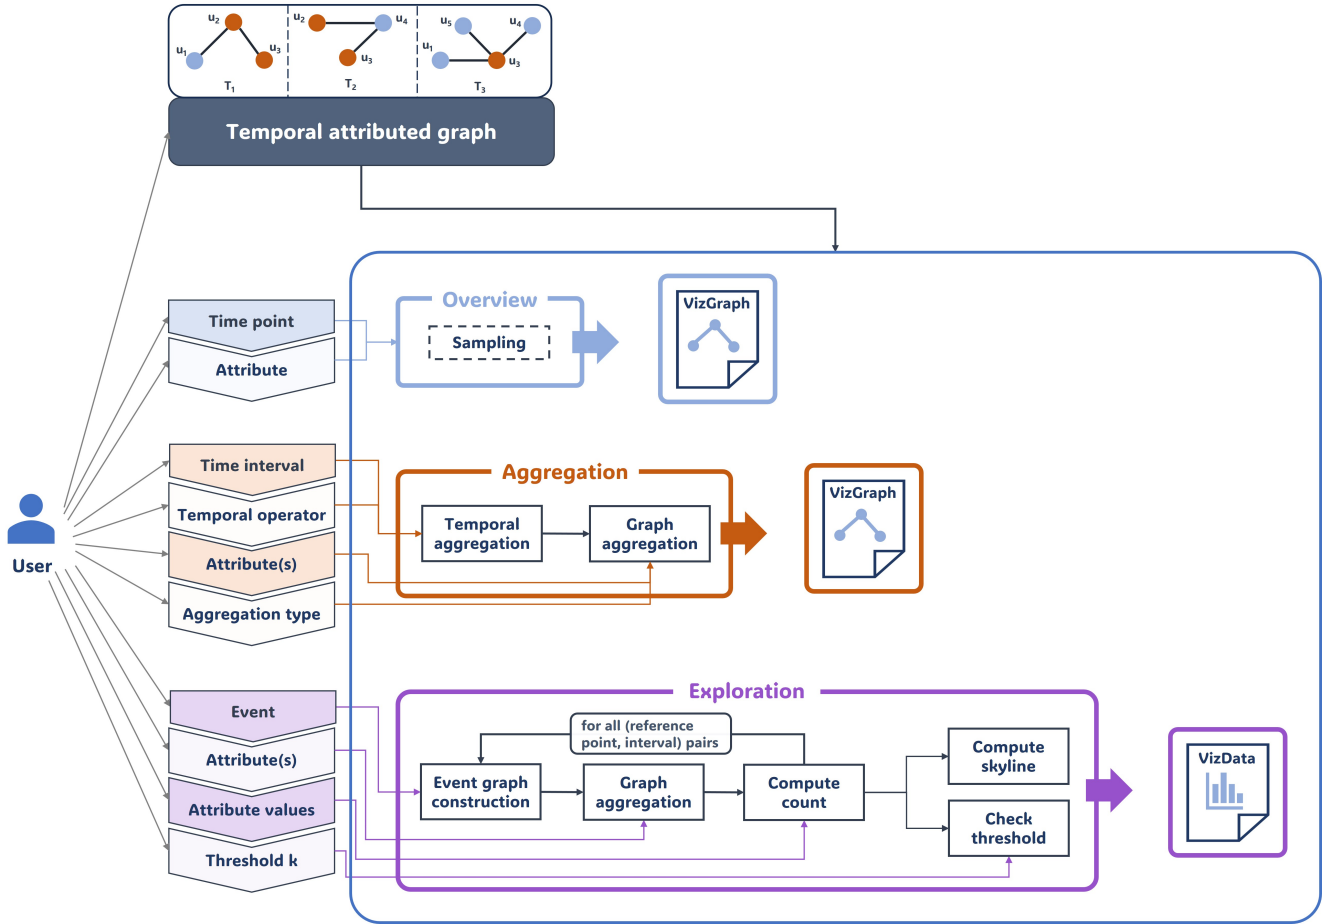 u2
u1
u3
T1
u2
u4
u3
T2
u5
u4
u1
u3
T3
Temporal attributed graph
Time point
Attribute
Overview
Sampling
VizGraph
Time interval
Temporal operator
Attribute(s)
Aggregation type
Aggregation
Temporal
aggregation
Graph
aggregation
VizGraph
User
Event
Attribute(s)
Attribute values
Threshold k
Exploration
for all (reference
point, interval) pairs
Event graph
construction
Graph
aggregation
Compute
count
Compute
skyline
Check
threshold
VizData